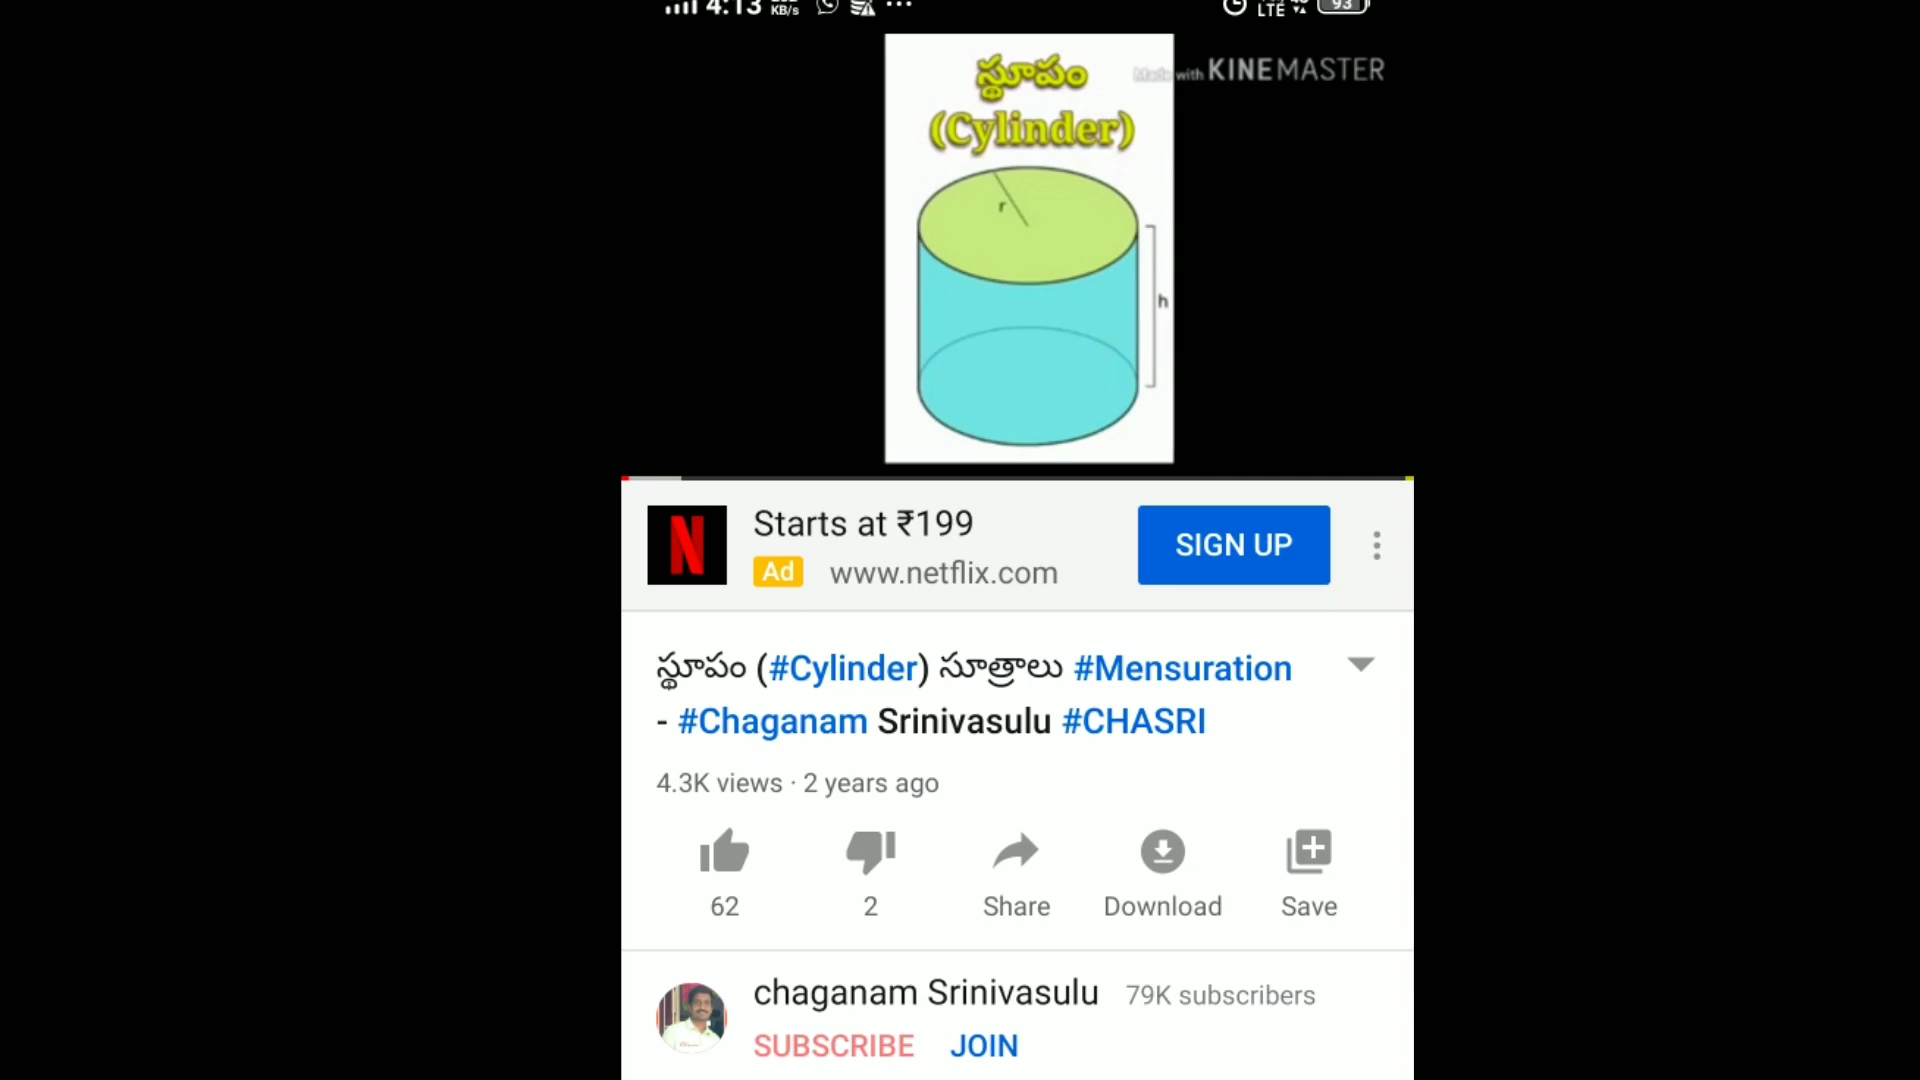 4:13 KB/s
LTE 93
స్థూపం
Made with KINEMASTER
(Cylinder)
r
h
N
Starts at ₹199
Ad www.netflix.com
SIGN UP
స్థూపం (#Cylinder) సూత్రాలు #Mensuration
- #Chaganam Srinivasulu #CHASRI
4.3K views · 2 years ago
62 2 Share Download Save
chaganam Srinivasulu 79K subscribers
SUBSCRIBE JOIN